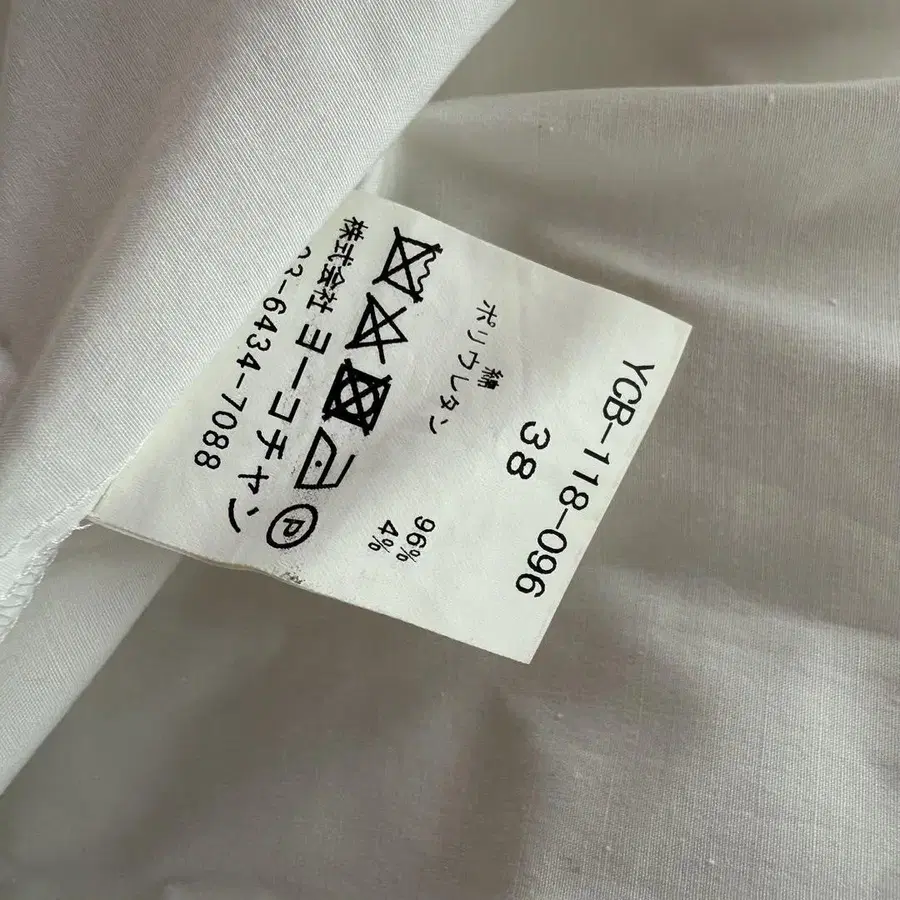 YCB-118-096
38
綿 96%
ポリウレタン 4%
P
株式会社ヨーコチャン
03-6434-7088